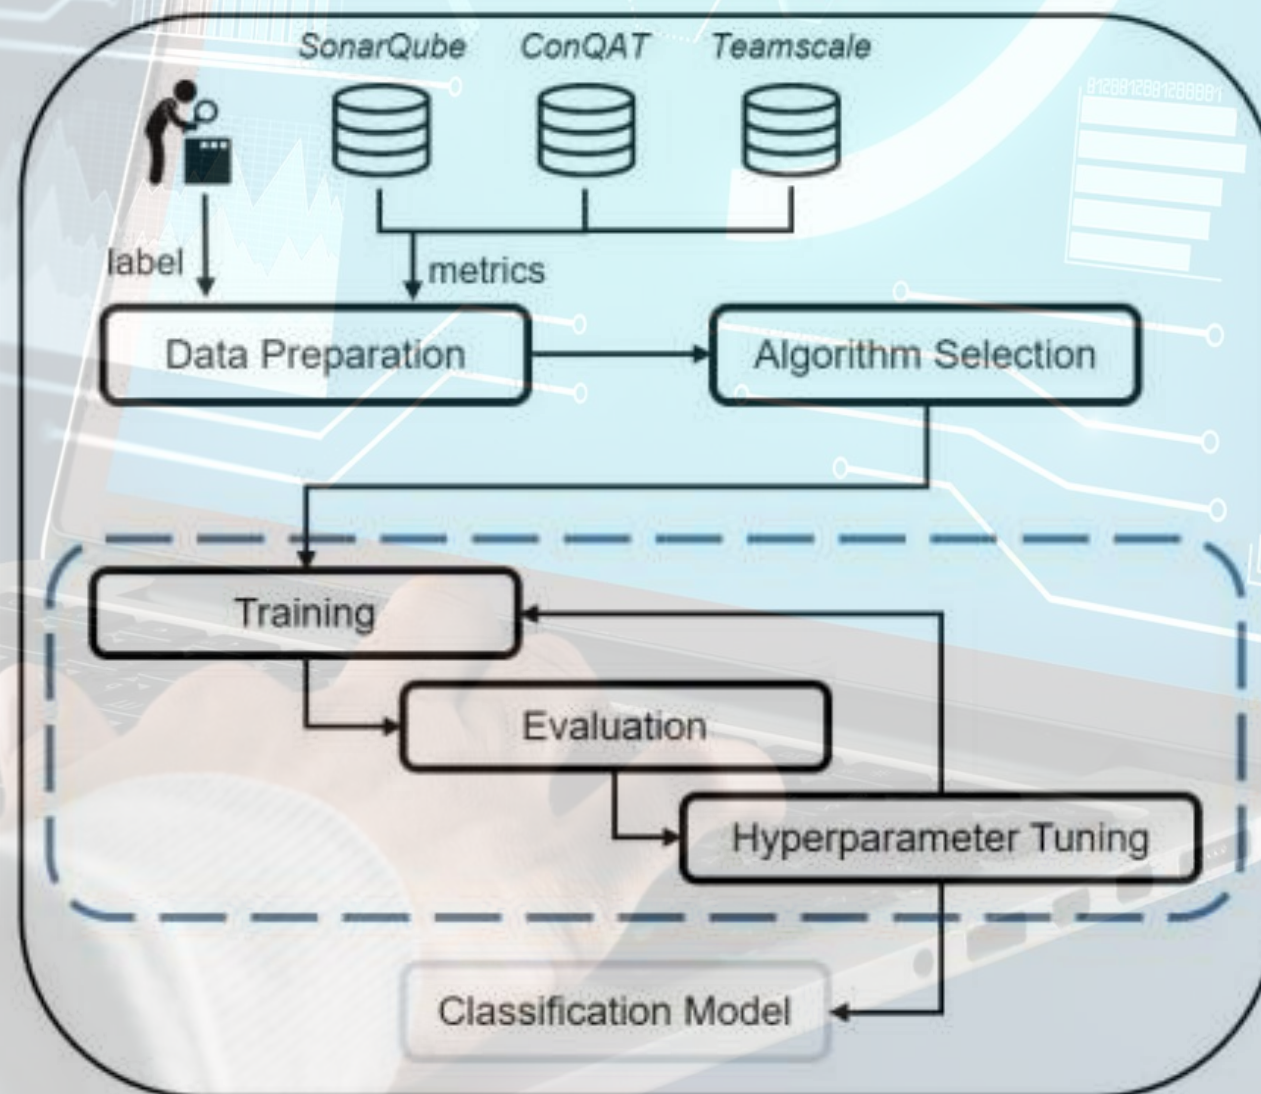 SonarQube ConQAT Teamscale
label
metrics
Data Preparation
Algorithm Selection
Training
Evaluation
Hyperparameter Tuning
Classification Model